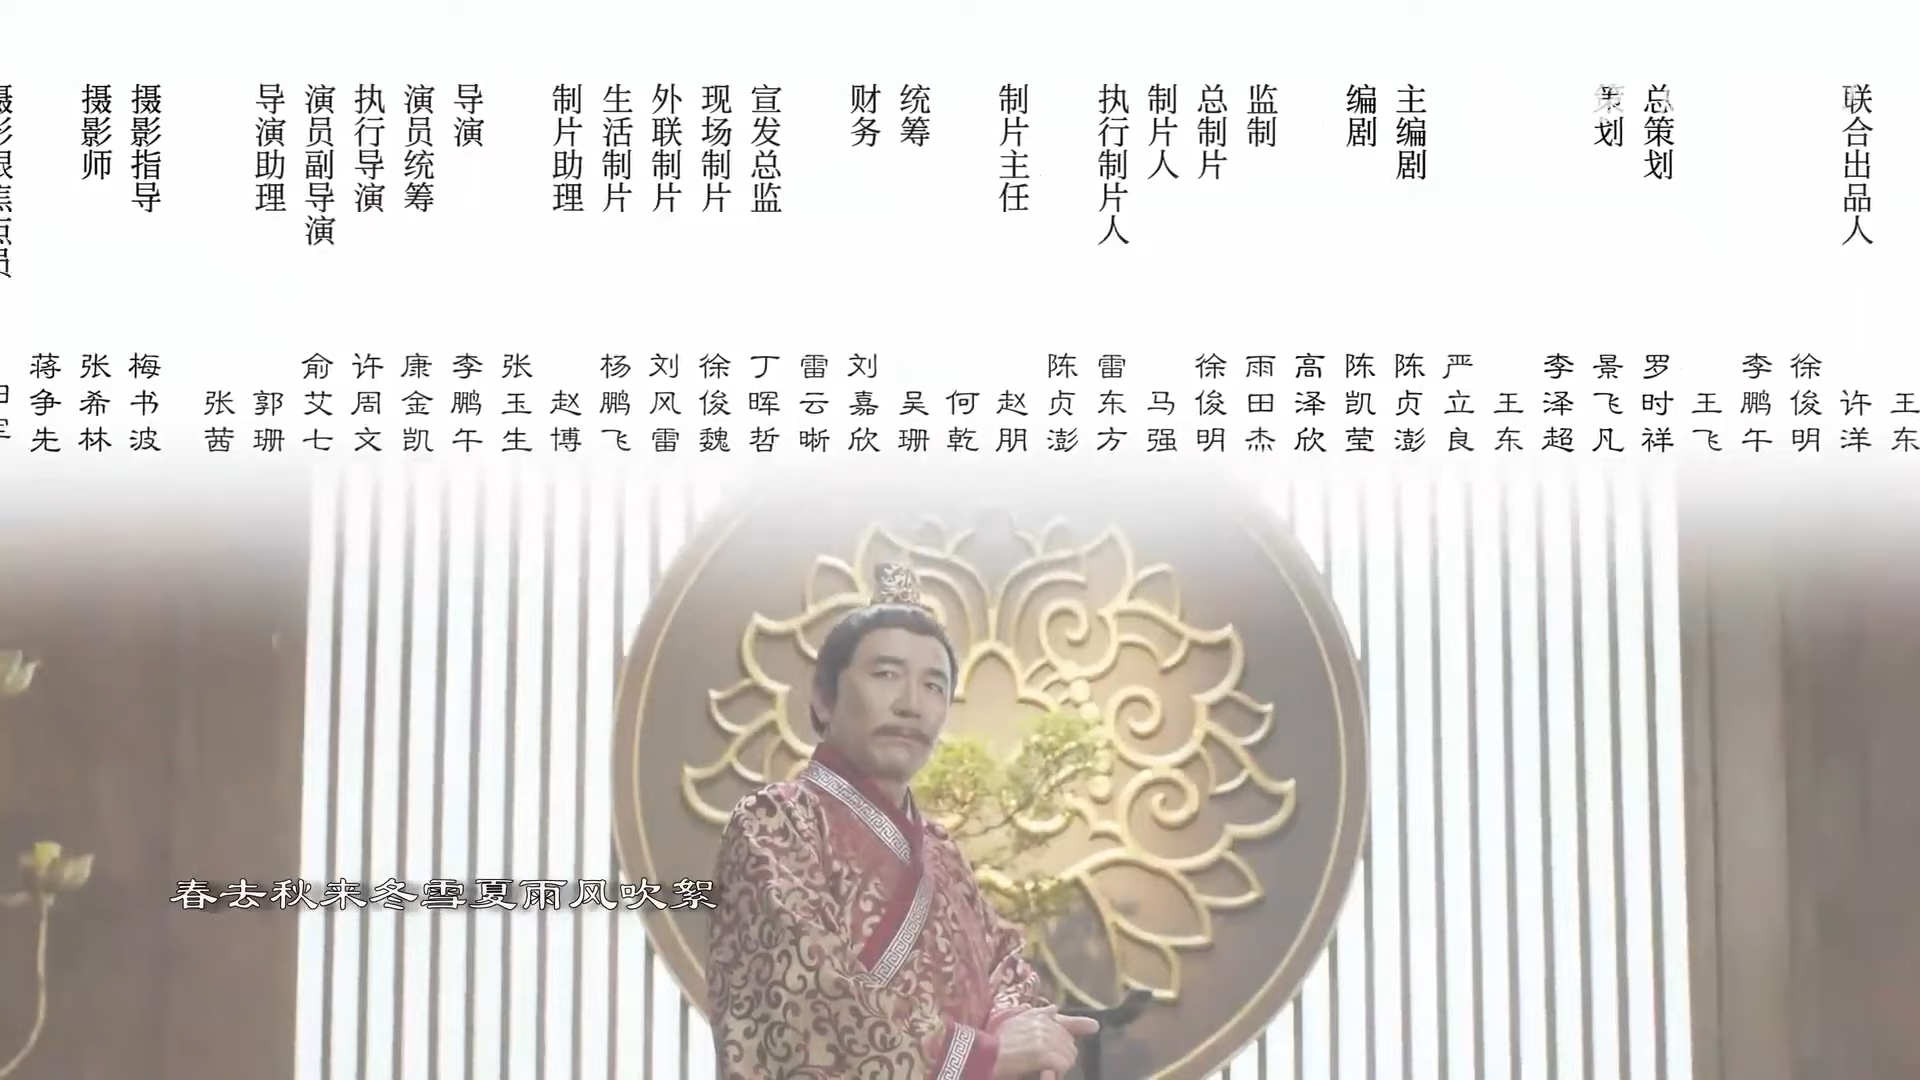 联合出品人
总策划
策划
主编剧
编剧
监制
总制片
制片人
执行制片人
制片主任
统筹
财务
宣发总监
现场制片
外联制片
生活制片
制片助理
导演
演员统筹
执行导演
演员副导演
导演助理
摄影指导
摄影师
摄影跟焦点员
王东
许洋
徐俊明
李鹏午
王飞
罗时祥
景飞凡
李泽超
王东
严立良
陈贞澎
陈凯莹
高泽欣
雨田杰
徐俊明
马强
雷东方
陈贞澎
赵朋
何乾
吴珊
刘嘉欣
雷云晰
丁晖哲
徐俊魏
刘风雷
杨鹏飞
赵博
张玉生
李鹏午
康金凯
许周文
俞艾七
郭珊
张茜
梅书波
张希林
蒋争先
春去秋来冬雪夏雨风吹絮